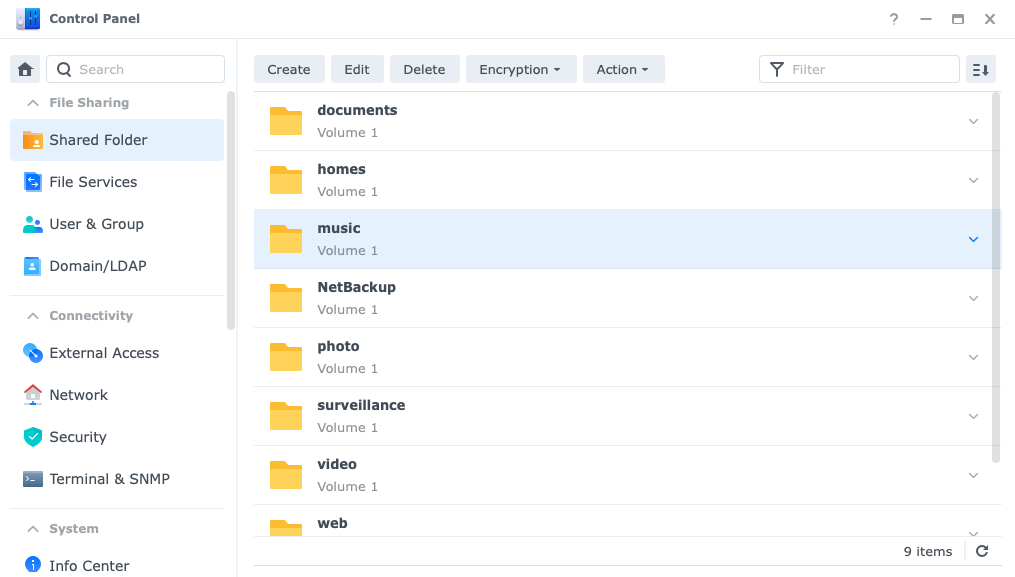 Control Panel
?
Search
File Sharing
Shared Folder
File Services
User & Group
Domain/LDAP
Connectivity
External Access
Network
Security
Terminal & SNMP
System
Info Center
Create Edit Delete Encryption Action Filter
documents
Volume 1
homes
Volume 1
music
Volume 1
NetBackup
Volume 1
photo
Volume 1
surveillance
Volume 1
video
Volume 1
web
9 items